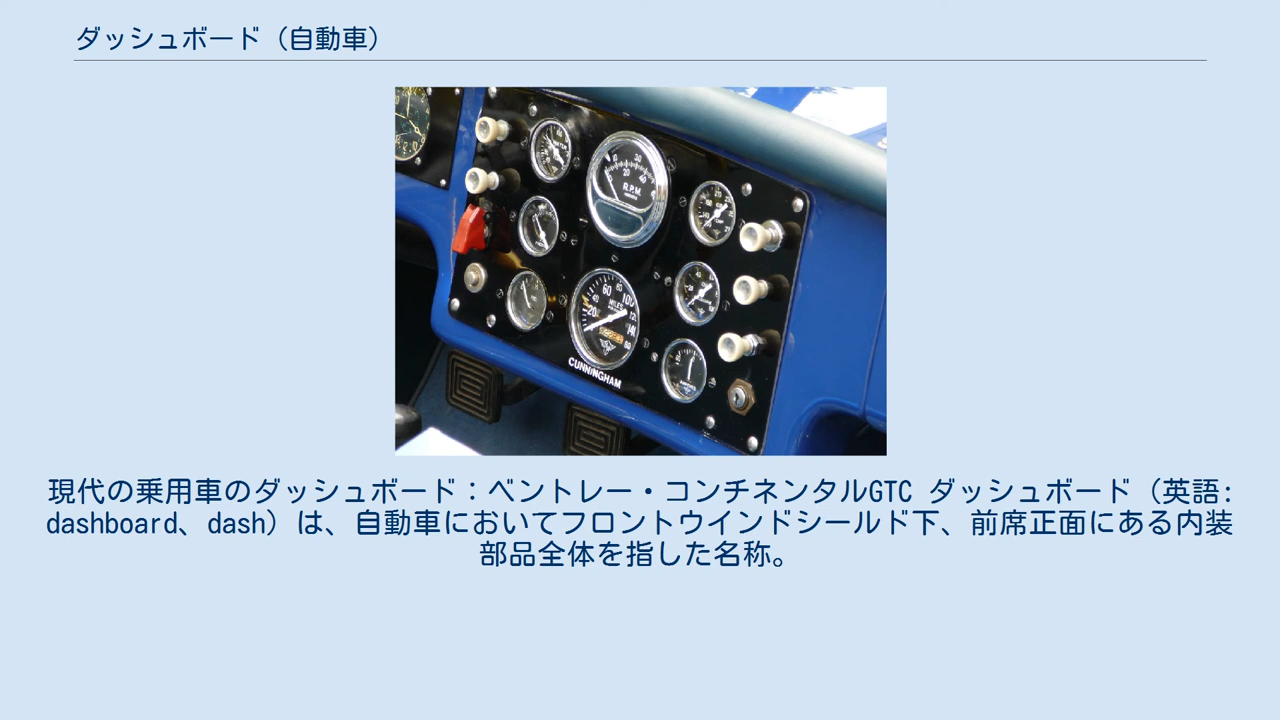 ダッシュボード（自動車）
R.P.M.
CUNNINGHAM
現代の乗用車のダッシュボード：ベントレー・コンチネンタルGTC ダッシュボード（英語:
dashboard、dash）は、自動車においてフロントウインドシールド下、前席正面にある内装
部品全体を指した名称。